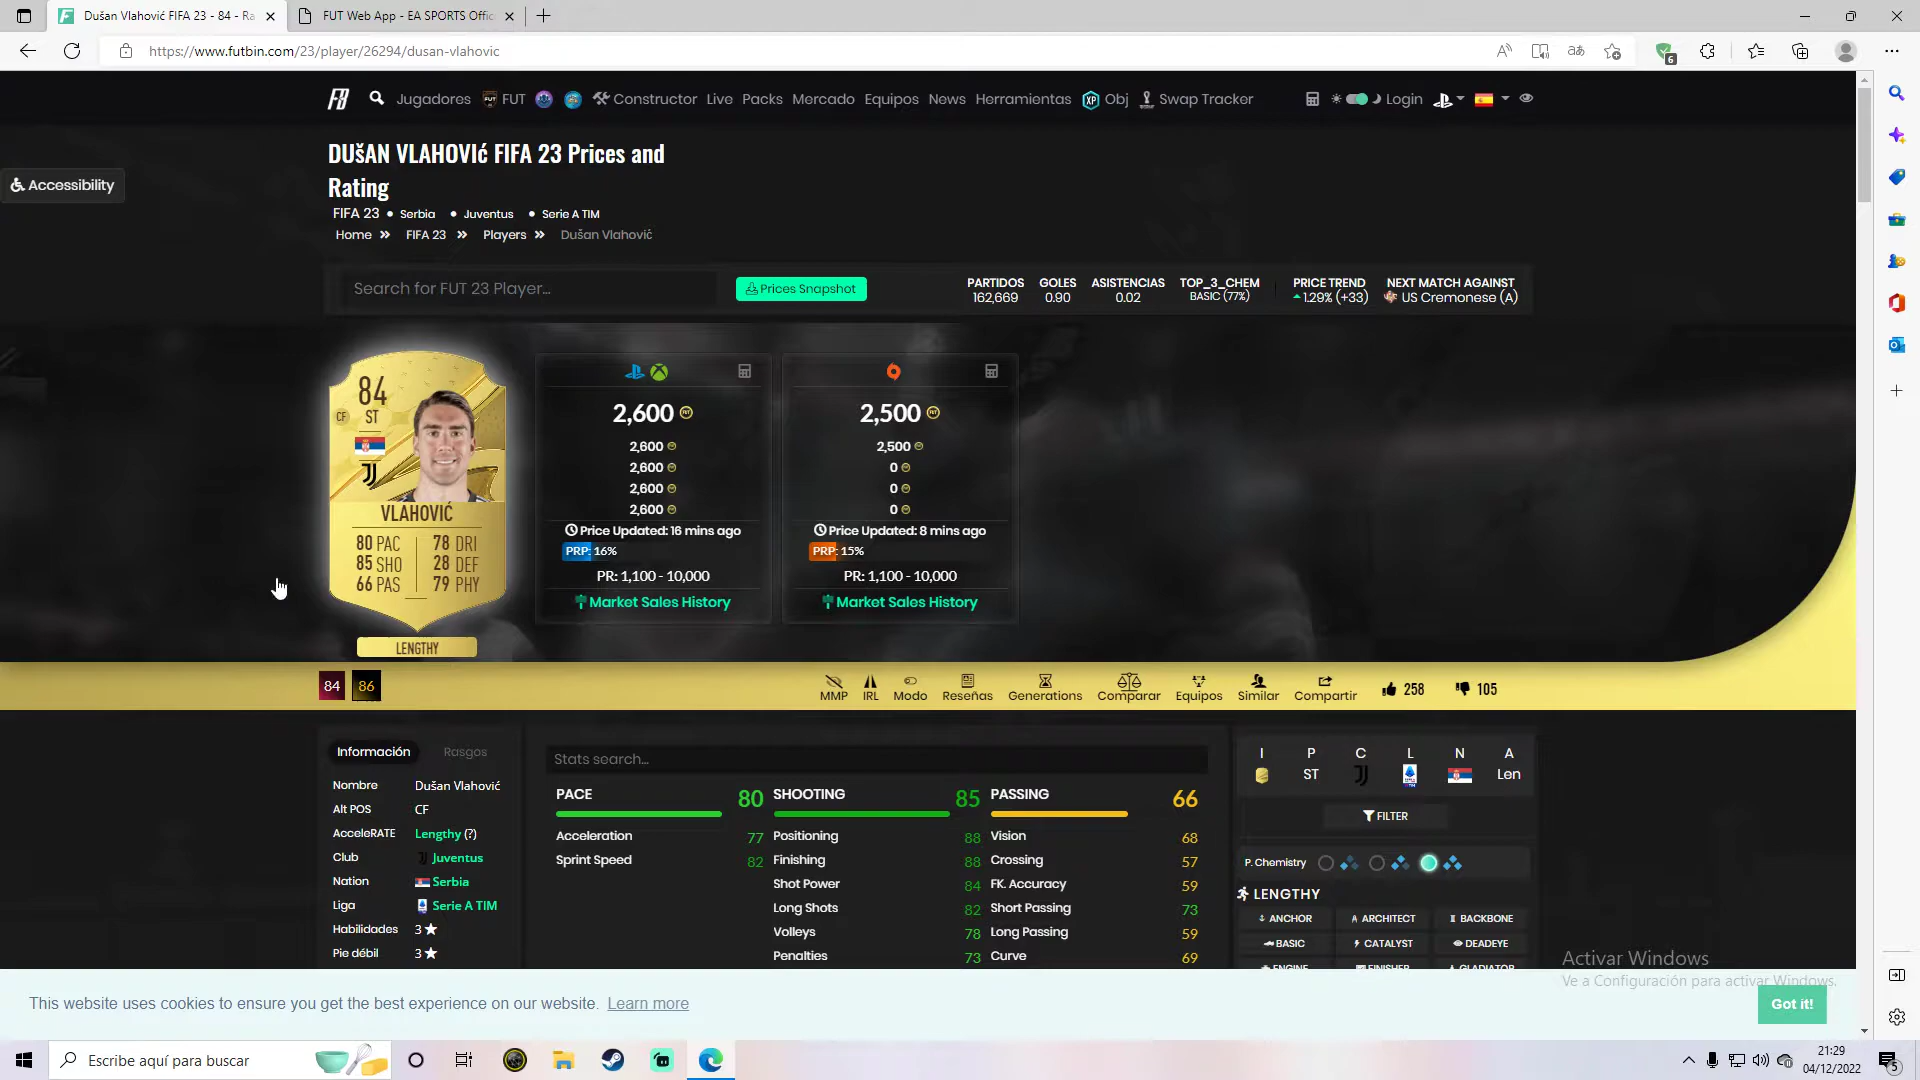 Dušan Vlahović FIFA 23 - 84 - Ra
FUT Web App - EA SPORTS Offic
https://www.futbin.com/23/player/26294/dusan-vlahovic
6
Jugadores FUT Constructor Live Packs Mercado Equipos News Herramientas XP Obj Swap Tracker Login
DUšAN VLAHOVIć FIFA 23 Prices and
Rating
Accessibility
FIFA 23 • Serbia • Juventus • Serie A TIM
Home » FIFA 23 » Players » Dušan Vlahović
Search for FUT 23 Player...
Prices Snapshot
PARTIDOS GOLES ASISTENCIAS TOP_3_CHEM PRICE TREND NEXT MATCH AGAINST
162,669 0.90 0.02 BASIC (77%) 1.29% (+33) US Cremonese (A)
84
CF ST
VLAHOVIĆ
80 PAC 78 DRI
85 SHO 28 DEF
66 PAS 79 PHY
LENGTHY
2,600
2,600
2,600
2,600
2,600
Price Updated: 16 mins ago
PRP: 16%
PR: 1,100 - 10,000
Market Sales History
2,500
2,500
0
0
0
Price Updated: 8 mins ago
PRP: 15%
PR: 1,100 - 10,000
Market Sales History
84 86
MMP IRL Modo Reseñas Generations Comparar Equipos Similar Compartir 258 105
Información Rasgos
Nombre Dušan Vlahović
Alt POS CF
AcceleRATE Lengthy (?)
Club Juventus
Nation Serbia
Liga Serie A TIM
Habilidades 3
Pie débil 3
Stats search...
PACE 80
Acceleration 77
Sprint Speed 82
SHOOTING 85
Positioning 88
Finishing 88
Shot Power 84
Long Shots 82
Volleys 78
Penalties 73
PASSING 66
Vision 68
Crossing 57
FK. Accuracy 59
Short Passing 73
Long Passing 59
Curve 69
I P C L N A
ST Len
FILTER
P. Chemistry
LENGTHY
ANCHOR ARCHITECT BACKBONE
BASIC CATALYST DEADEYE
ENGINE FINISHER GLADIATOR
Activar Windows
Ve a Configuración para activar Windows.
This website uses cookies to ensure you get the best experience on our website. Learn more
Got it!
Escribe aquí para buscar
21:29
04/12/2022
5